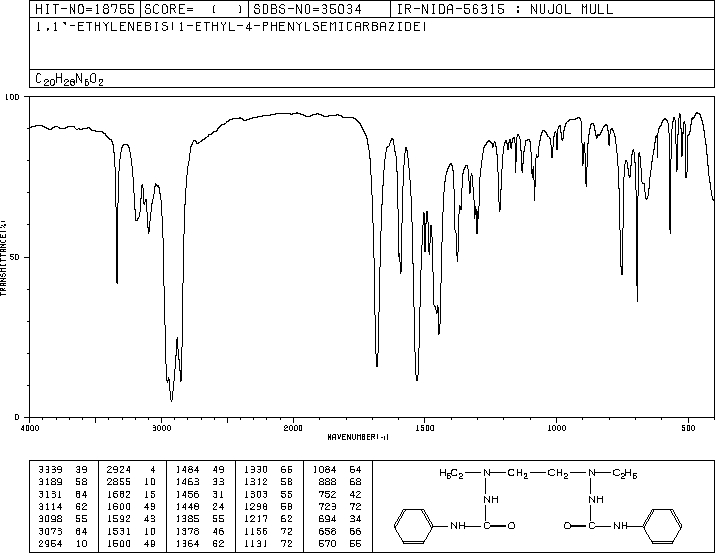 HIT-NO=18755 SCORE= ( ) SDBS-NO=35034 IR-NIDA-56315 : NUJOL MULL
1,1'-ETHYLENEBIS(1-ETHYL-4-PHENYLSEMICARBAZIDE)
C20H28N6O2
100
50
0
TRANSMITTANCE(%)
4000 3000 2000 1500 1000 500
WAVENUMBER(-1)
3339 39 2924 4 1484 49 1330 66 1084 64
3189 58 2855 10 1463 33 1312 58 888 68
3161 64 1682 15 1456 31 1303 55 752 42
3114 62 1600 49 1448 24 1298 58 729 72
3098 55 1592 43 1385 55 1217 62 694 34
3073 64 1531 10 1378 46 1156 72 658 66
2954 10 1500 49 1364 62 1131 72 570 55
H5C2 N CH2 CH2 N C2H5
NH NH
NH C O O C NH